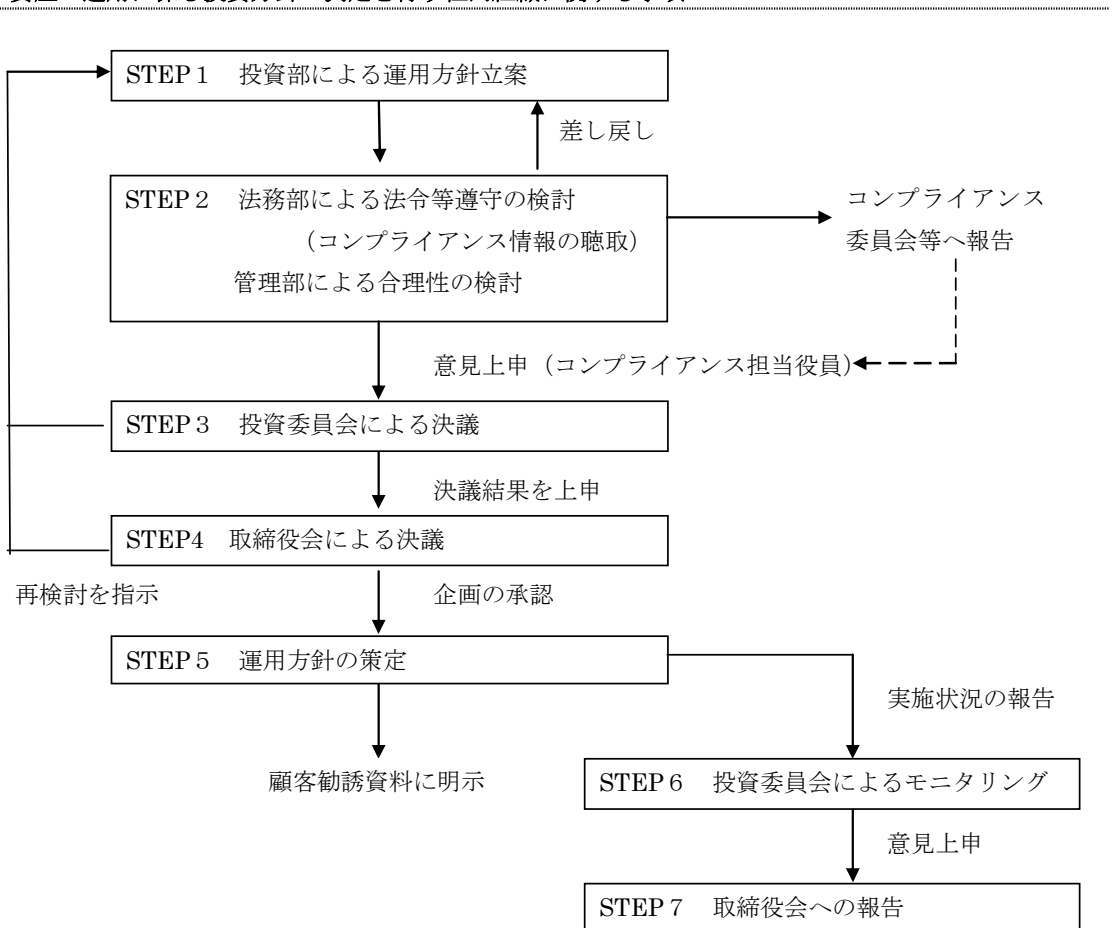 STEP１ 投資部による運用方針立案
差し戻し
STEP２ 法務部による法令等遵守の検討
（コンプライアンス情報の聴取）
管理部による合理性の検討
コンプライアンス
委員会等へ報告
意見上申（コンプライアンス担当役員）
STEP３ 投資委員会による決議
決議結果を上申
STEP4 取締役会による決議
再検討を指示
企画の承認
STEP５ 運用方針の策定
実施状況の報告
顧客勧誘資料に明示
STEP６ 投資委員会によるモニタリング
意見上申
STEP７ 取締役会への報告